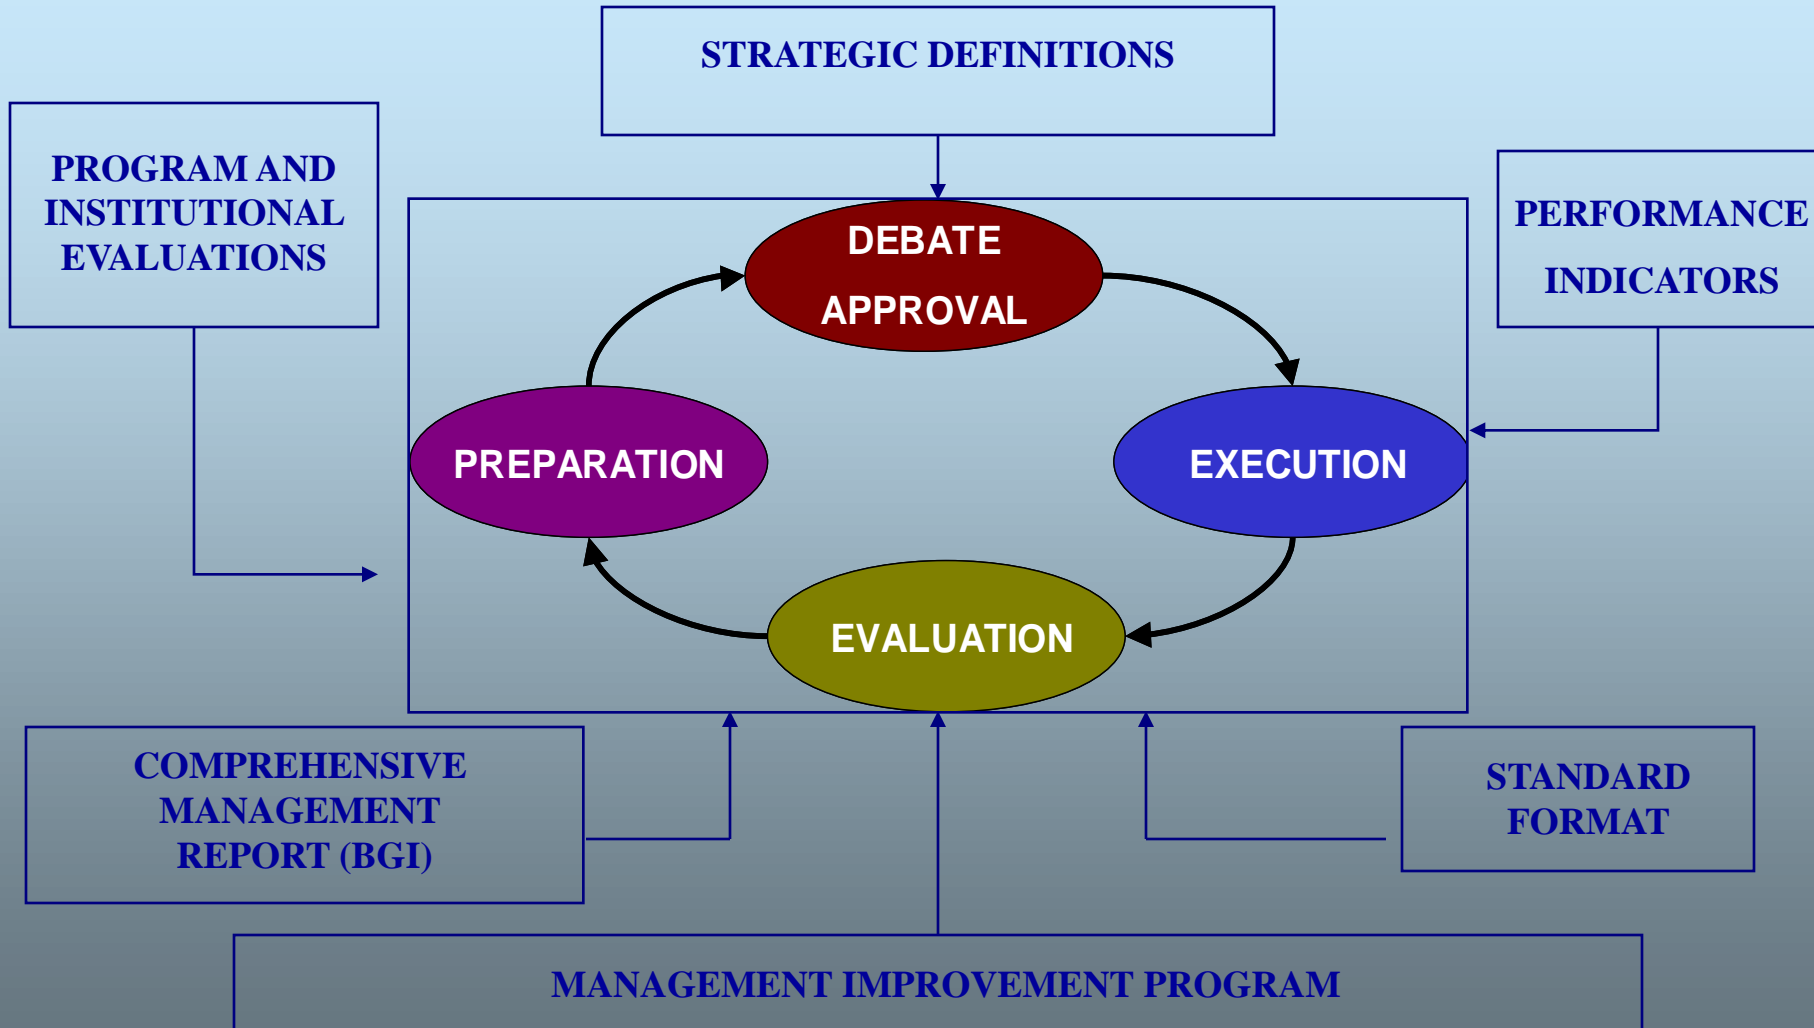 STRATEGIC DEFINITIONS
PROGRAM AND
INSTITUTIONAL
EVALUATIONS
PERFORMANCE
INDICATORS
DEBATE
APPROVAL
PREPARATION
EXECUTION
EVALUATION
COMPREHENSIVE
MANAGEMENT
REPORT (BGI)
STANDARD
FORMAT
MANAGEMENT IMPROVEMENT PROGRAM